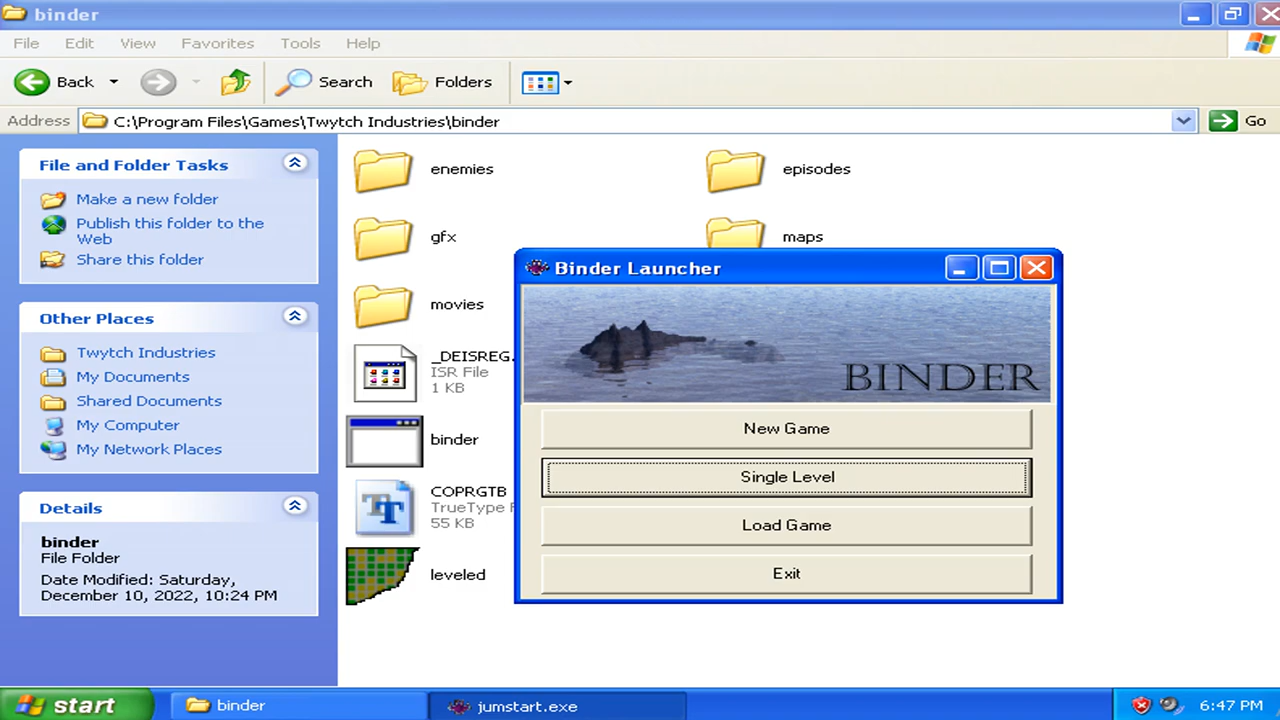 binder
File Edit View Favorites Tools Help
Back Search Folders
Address C:\Program Files\Games\Twytch Industries\binder Go
File and Folder Tasks
Make a new folder
Publish this folder to the
Web
Share this folder
Other Places
Twytch Industries
My Documents
Shared Documents
My Computer
My Network Places
Details
binder
File Folder
Date Modified: Saturday,
December 10, 2022, 10:24 PM
enemies episodes
gfx maps
movies
_DEISREG.
ISR File
1 KB
binder
COPRGTB
TrueType
55 KB
leveled
Binder Launcher
BINDER
New Game
Single Level
Load Game
Exit
start binder jumstart.exe 6:47 PM